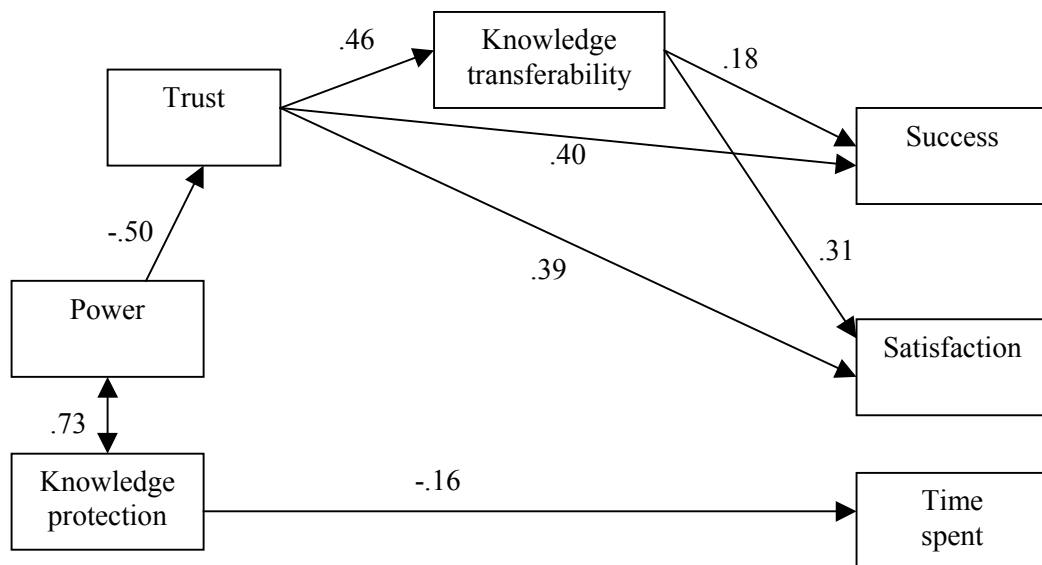 .46
Knowledge
transferability
.18
Trust
Success
.40
-.50
.39
.31
Power
Satisfaction
.73
Knowledge
protection
-.16
Time
spent